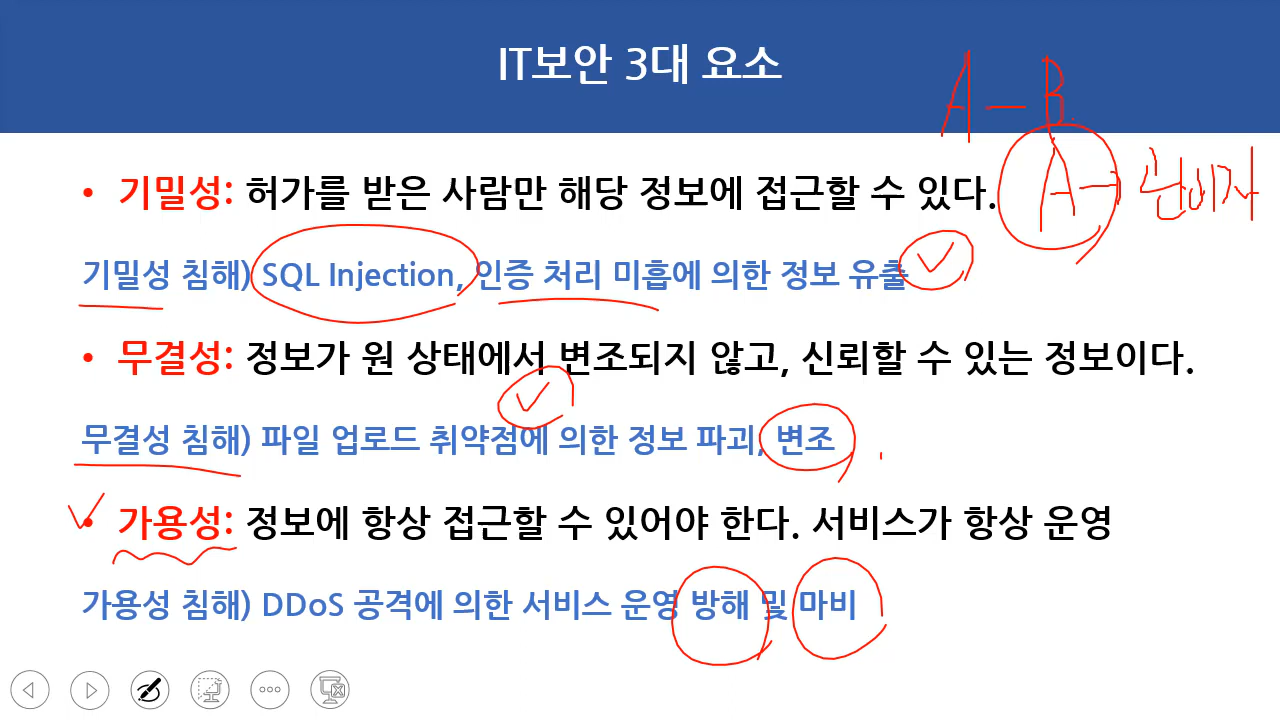 IT보안 3대 요소
A - B
• 기밀성: 허가를 받은 사람만 해당 정보에 접근할 수 있다.
A - 관리자
기밀성 침해) SQL Injection, 인증 처리 미흡에 의한 정보 유출
• 무결성: 정보가 원 상태에서 변조되지 않고, 신뢰할 수 있는 정보이다.
무결성 침해) 파일 업로드 취약점에 의한 정보 파괴, 변조
• 가용성: 정보에 항상 접근할 수 있어야 한다. 서비스가 항상 운영
가용성 침해) DDoS 공격에 의한 서비스 운영 방해 및 마비